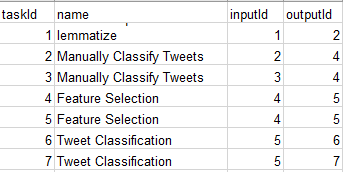 taskId name inputId outputId
1 lemmatize 1 2
2 Manually Classify Tweets 2 4
3 Manually Classify Tweets 3 4
4 Feature Selection 4 5
5 Feature Selection 4 5
6 Tweet Classification 5 6
7 Tweet Classification 5 7